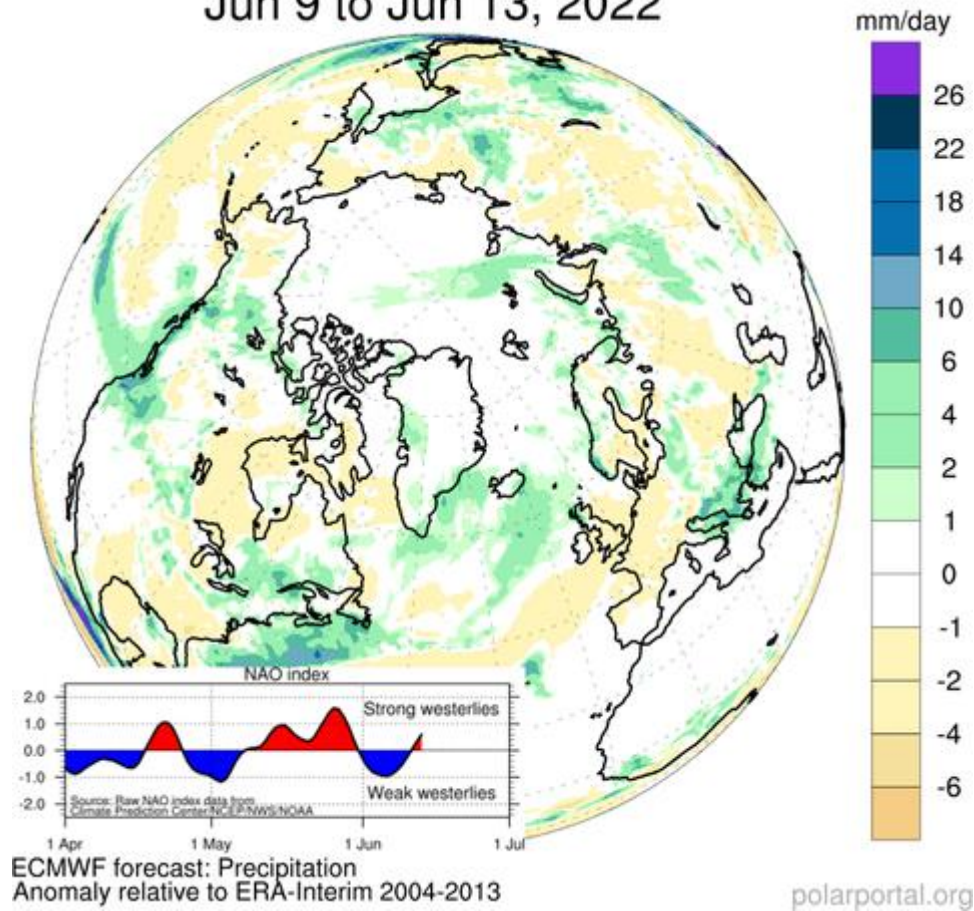 Jun 9 to Jun 13, 2022
mm/day
26
22
18
14
10
6
4
2
1
0
-1
-2
-4
-6
NAO index
2.0
1.0
0.0
-1.0
-2.0
Strong westerlies
Weak westerlies
Source: Raw NAO index data from
Climate Prediction Center/NCEP/NWS/NOAA
1 Apr 1 May 1 Jun 1 Jul
ECMWF forecast: Precipitation
Anomaly relative to ERA-Interim 2004-2013
polarportal.org